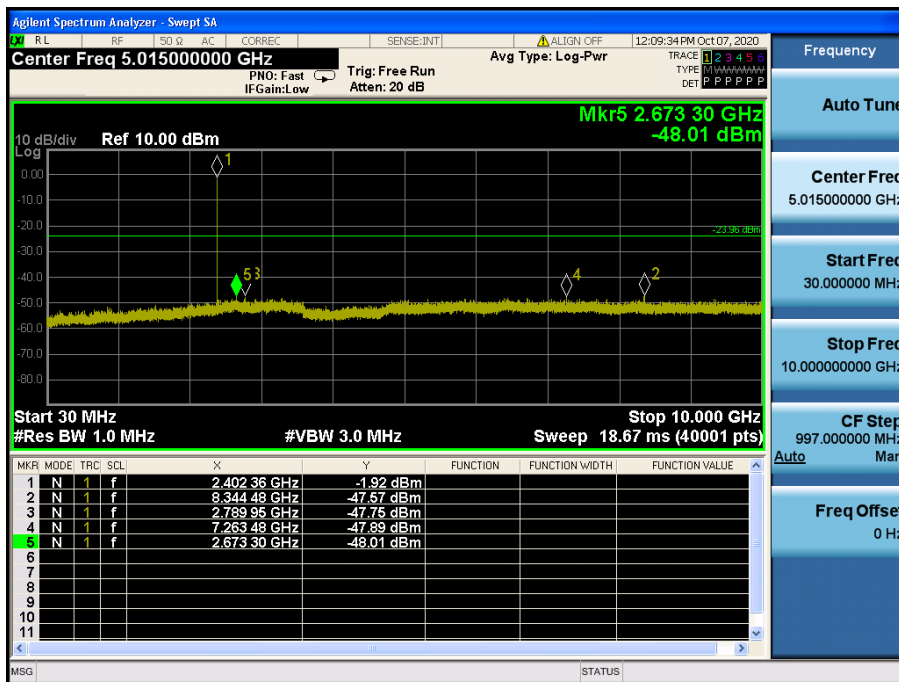 Agilent Spectrum Analyzer - Swept SA
LXI RL RF 50 Ω AC CORREC SENSE:INT ALIGN OFF 12:09:34 PM Oct 07, 2020
Center Freq 5.015000000 GHz
PNO: Fast
IFGain:Low
Trig: Free Run
Atten: 20 dB
Avg Type: Log-Pwr
TRACE 1 2 3 4 5 6
TYPE M W W W W W
DET P P P P P P
Mkr5 2.673 30 GHz
-48.01 dBm
10 dB/div
Log
Ref 10.00 dBm
0.00
-10.0
-20.0
-30.0
-40.0
-50.0
-60.0
-70.0
-80.0
-23.96 dBm
1
5
3
4
2
Start 30 MHz
Stop 10.000 GHz
#Res BW 1.0 MHz
#VBW 3.0 MHz
Sweep 18.67 ms (40001 pts)
MKR MODE TRC SCL X Y FUNCTION FUNCTION WIDTH FUNCTION VALUE
1 N 1 f 2.402 36 GHz -1.92 dBm
2 N 1 f 8.344 48 GHz -47.57 dBm
3 N 1 f 2.789 95 GHz -47.75 dBm
4 N 1 f 7.263 48 GHz -47.89 dBm
5 N 1 f 2.673 30 GHz -48.01 dBm
6
7
8
9
10
11
MSG
STATUS
Frequency
Auto Tune
Center Freq
5.015000000 GHz
Start Freq
30.000000 MHz
Stop Freq
10.000000000 GHz
CF Step
997.000000 MHz
Auto Man
Freq Offset
0 Hz